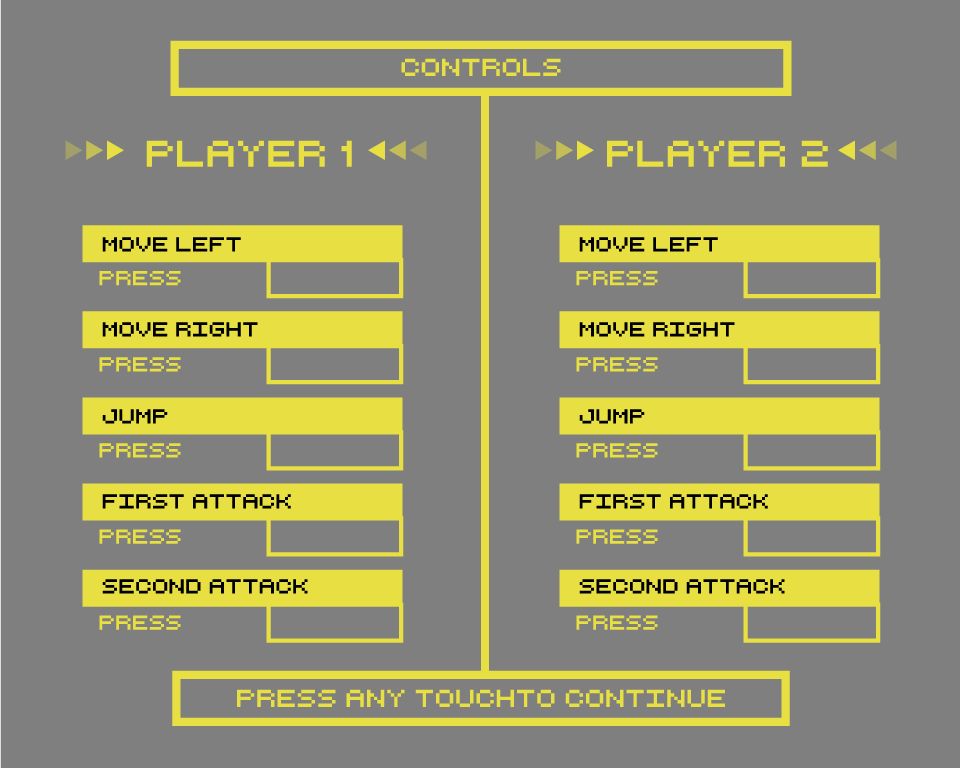 CONTROLS
PLAYER 1
MOVE LEFT
PRESS
MOVE RIGHT
PRESS
JUMP
PRESS
FIRST ATTACK
PRESS
SECOND ATTACK
PRESS
PLAYER 2
MOVE LEFT
PRESS
MOVE RIGHT
PRESS
JUMP
PRESS
FIRST ATTACK
PRESS
SECOND ATTACK
PRESS
PRESS ANY TOUCHTO CONTINUE